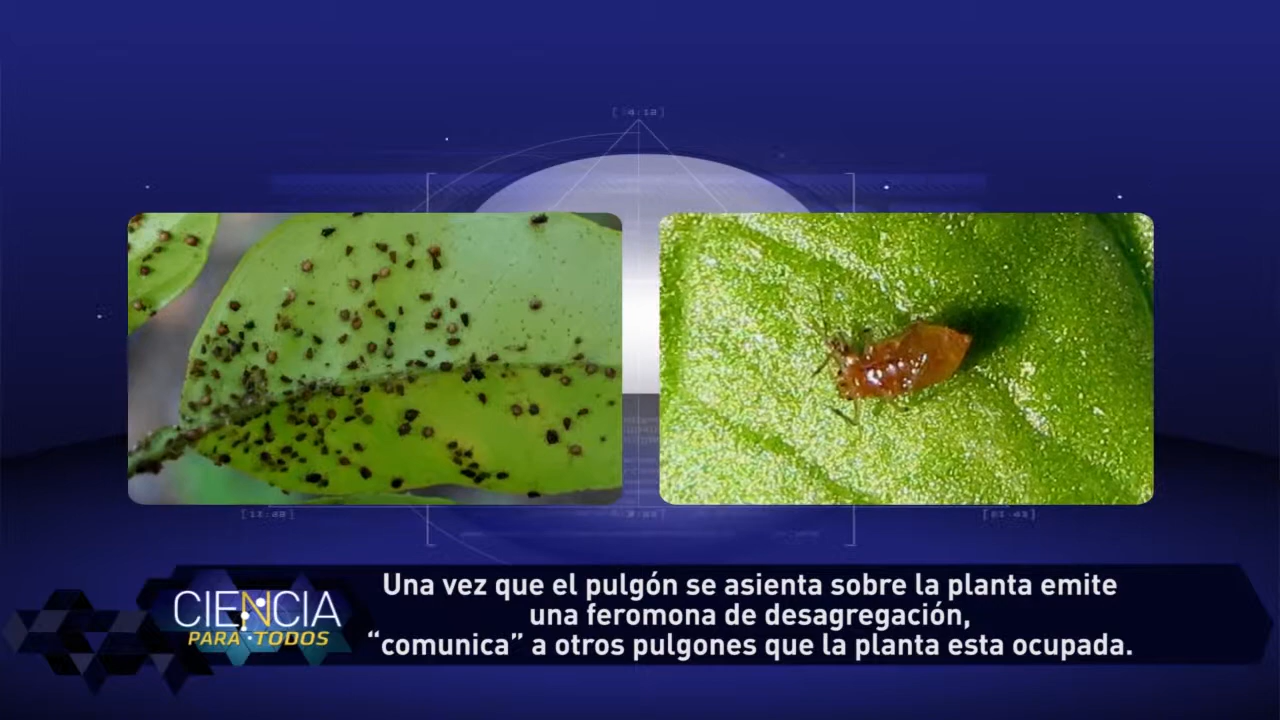 CIENCIA
PARA TODOS
Una vez que el pulgón se asienta sobre la planta emite
una feromona de desagregación,
“comunica” a otros pulgones que la planta esta ocupada.